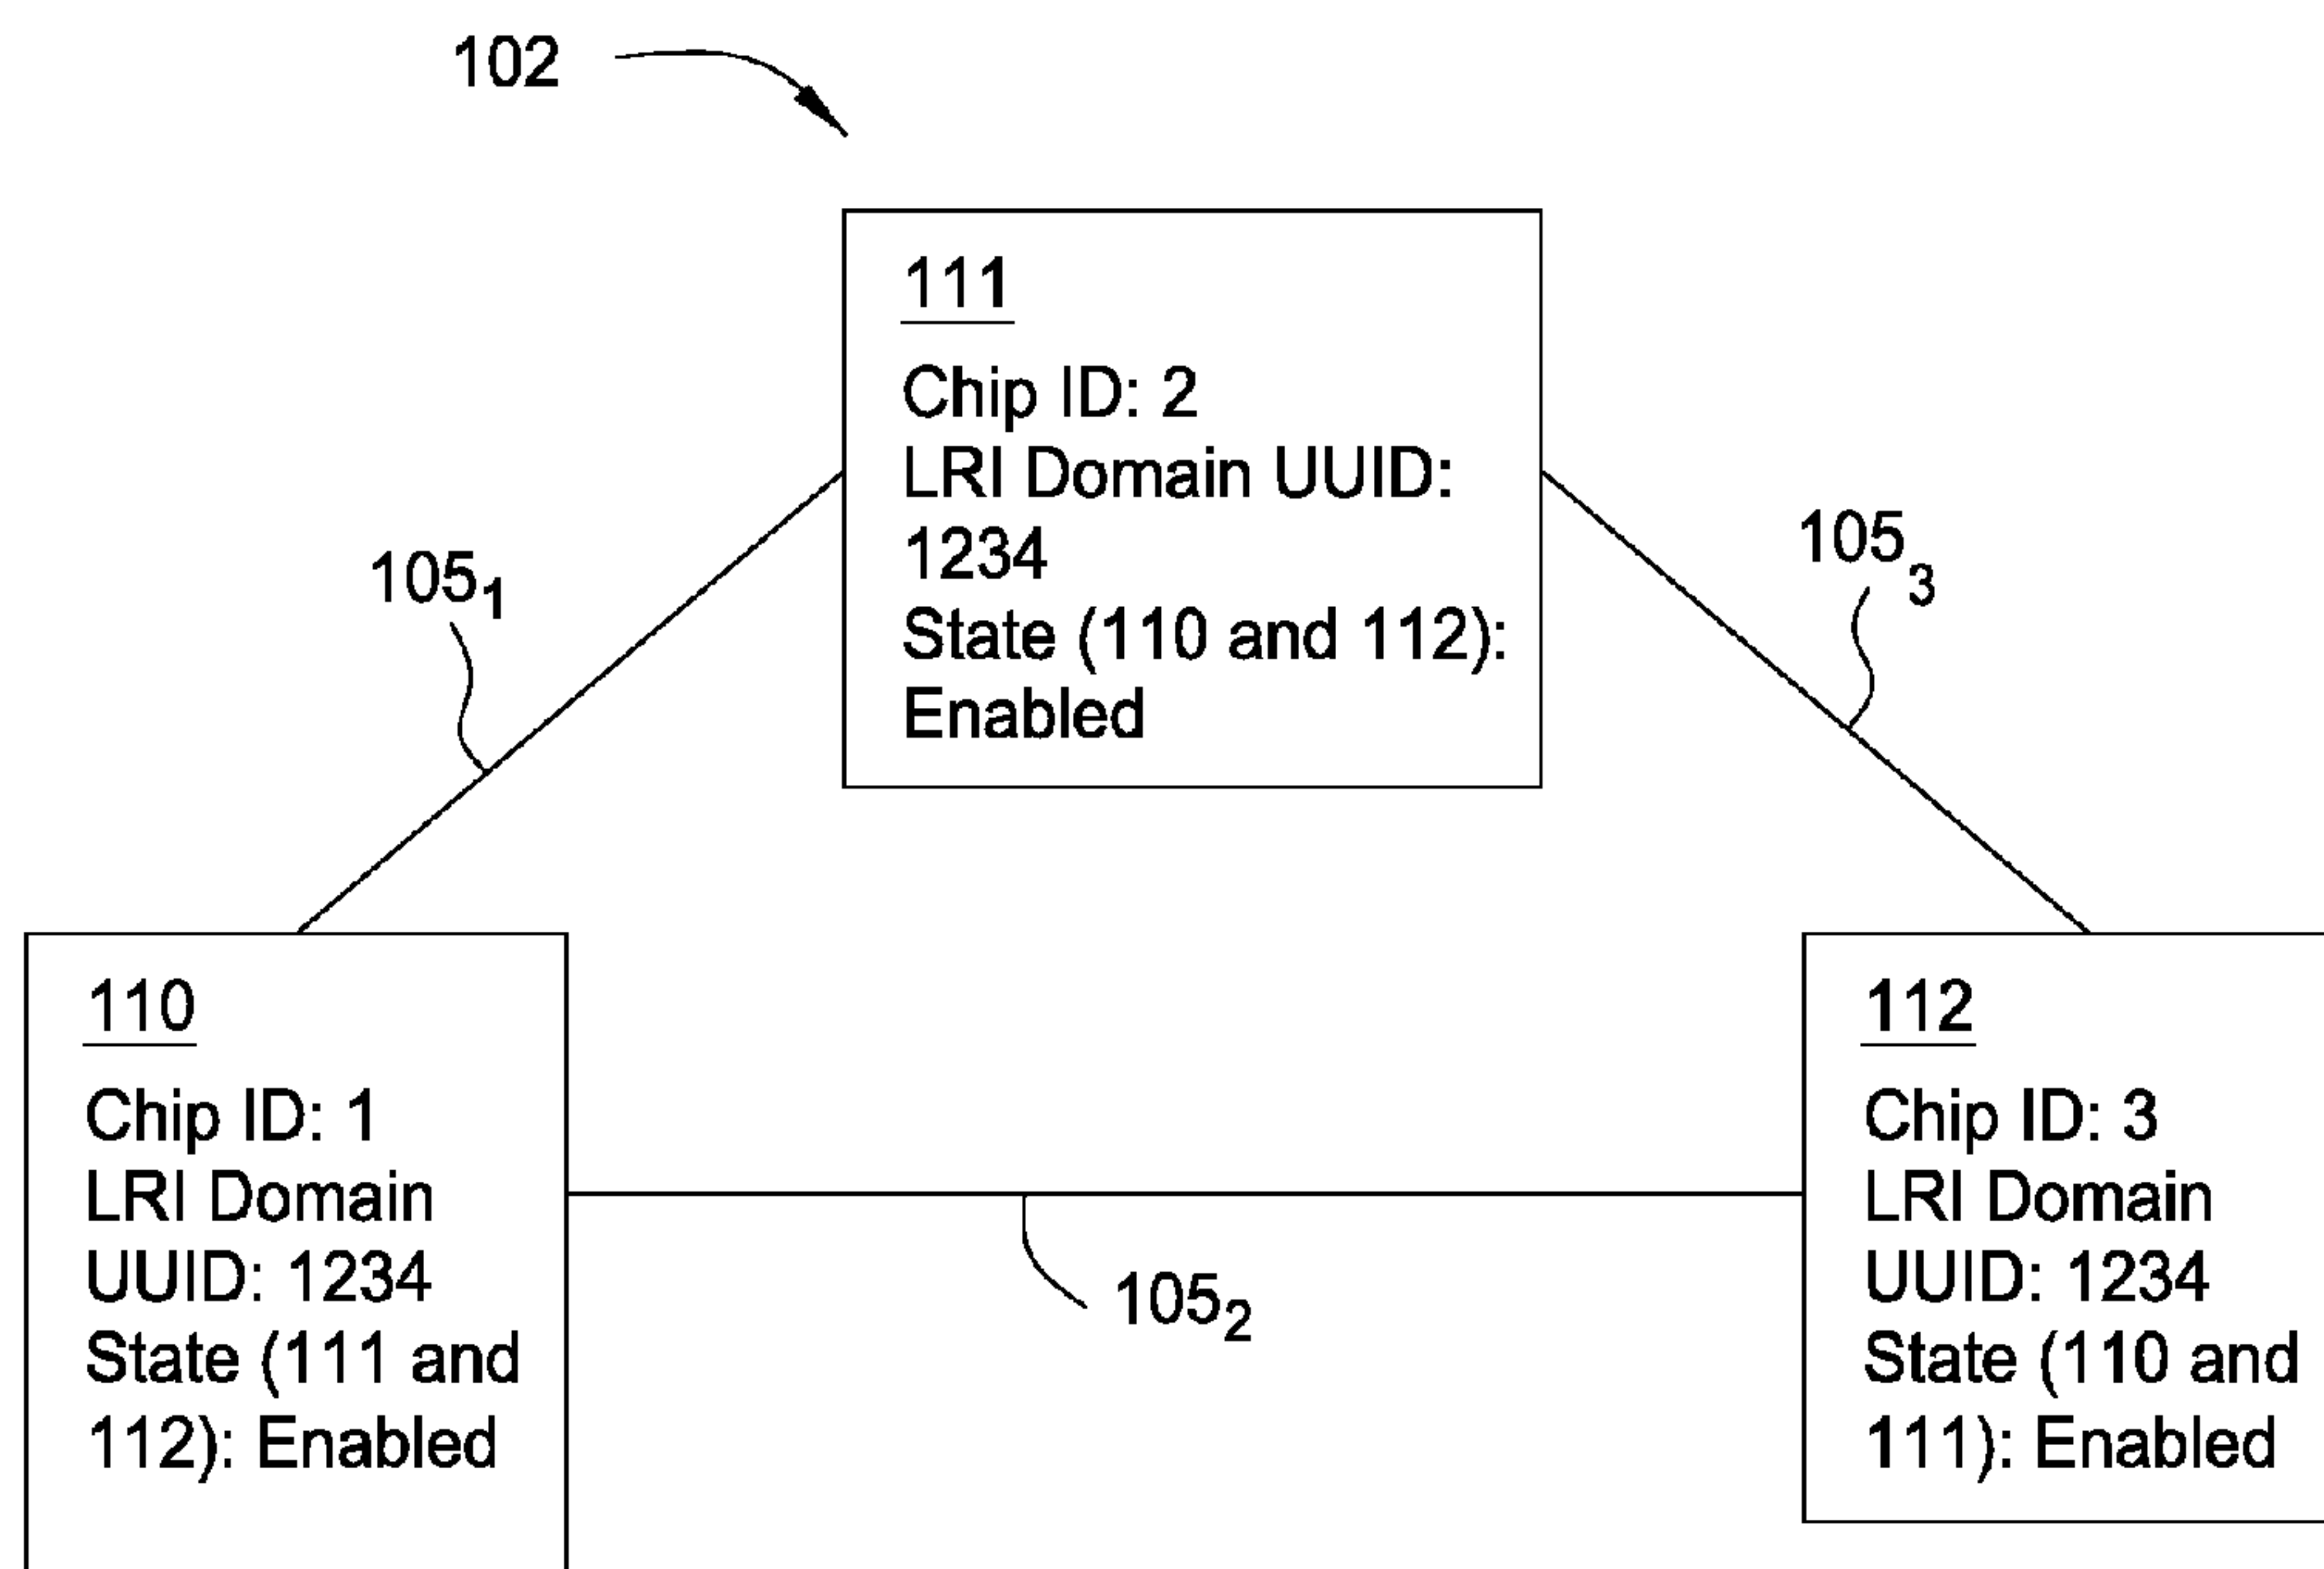 102
111
Chip ID: 2
LRI Domain UUID:
1234
State (110 and 112):
Enabled
105₁
105₃
110
Chip ID: 1
LRI Domain
UUID: 1234
State (111 and
112): Enabled
112
Chip ID: 3
LRI Domain
UUID: 1234
State (110 and
111): Enabled
105₂